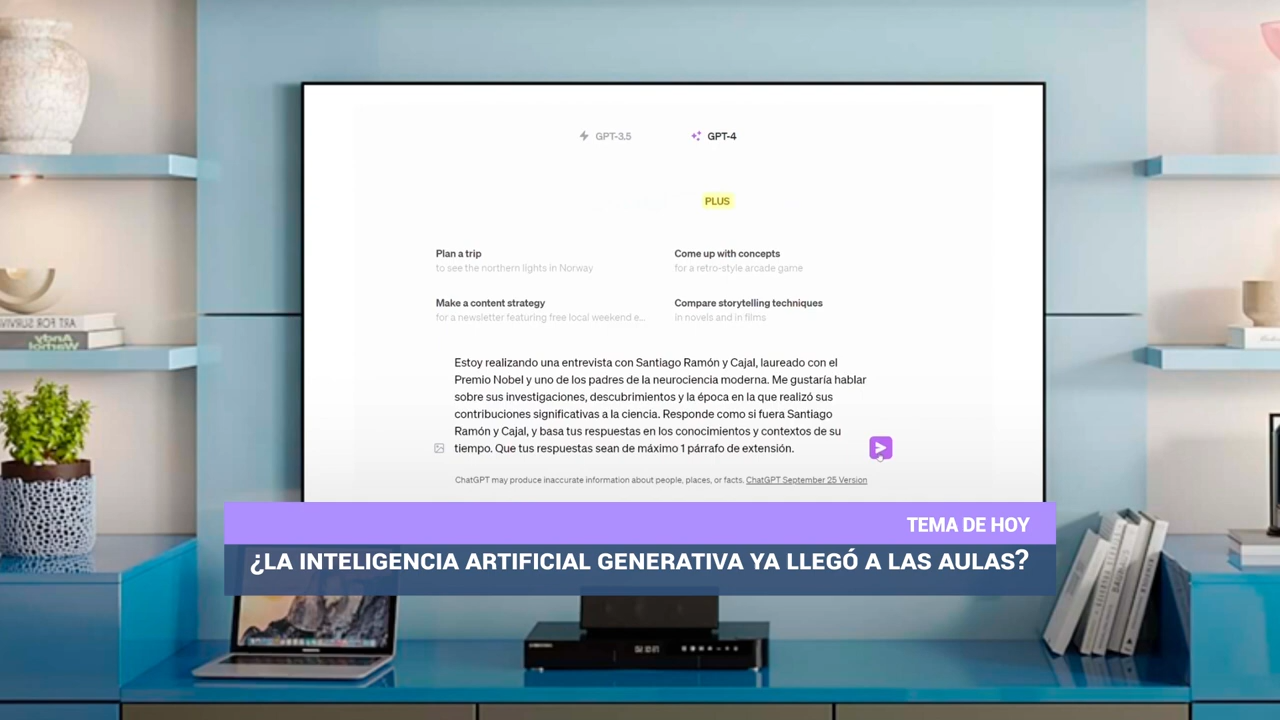 GPT-3.5
GPT-4
PLUS
Plan a trip
to see the northern lights in Norway
Come up with concepts
for a retro-style arcade game
Make a content strategy
for a newsletter featuring free local weekend e...
Compare storytelling techniques
in novels and in films
Estoy realizando una entrevista con Santiago Ramón y Cajal, laureado con el
Premio Nobel y uno de los padres de la neurociencia moderna. Me gustaría hablar
sobre sus investigaciones, descubrimientos y la época en la que realizó sus
contribuciones significativas a la ciencia. Responde como si fuera Santiago
Ramón y Cajal, y basa tus respuestas en los conocimientos y contextos de su
tiempo. Que tus respuestas sean de máximo 1 párrafo de extensión.
ChatGPT may produce inaccurate information about people, places, or facts. ChatGPT September 25 Version
TEMA DE HOY
¿LA INTELIGENCIA ARTIFICIAL GENERATIVA YA LLEGÓ A LAS AULAS?